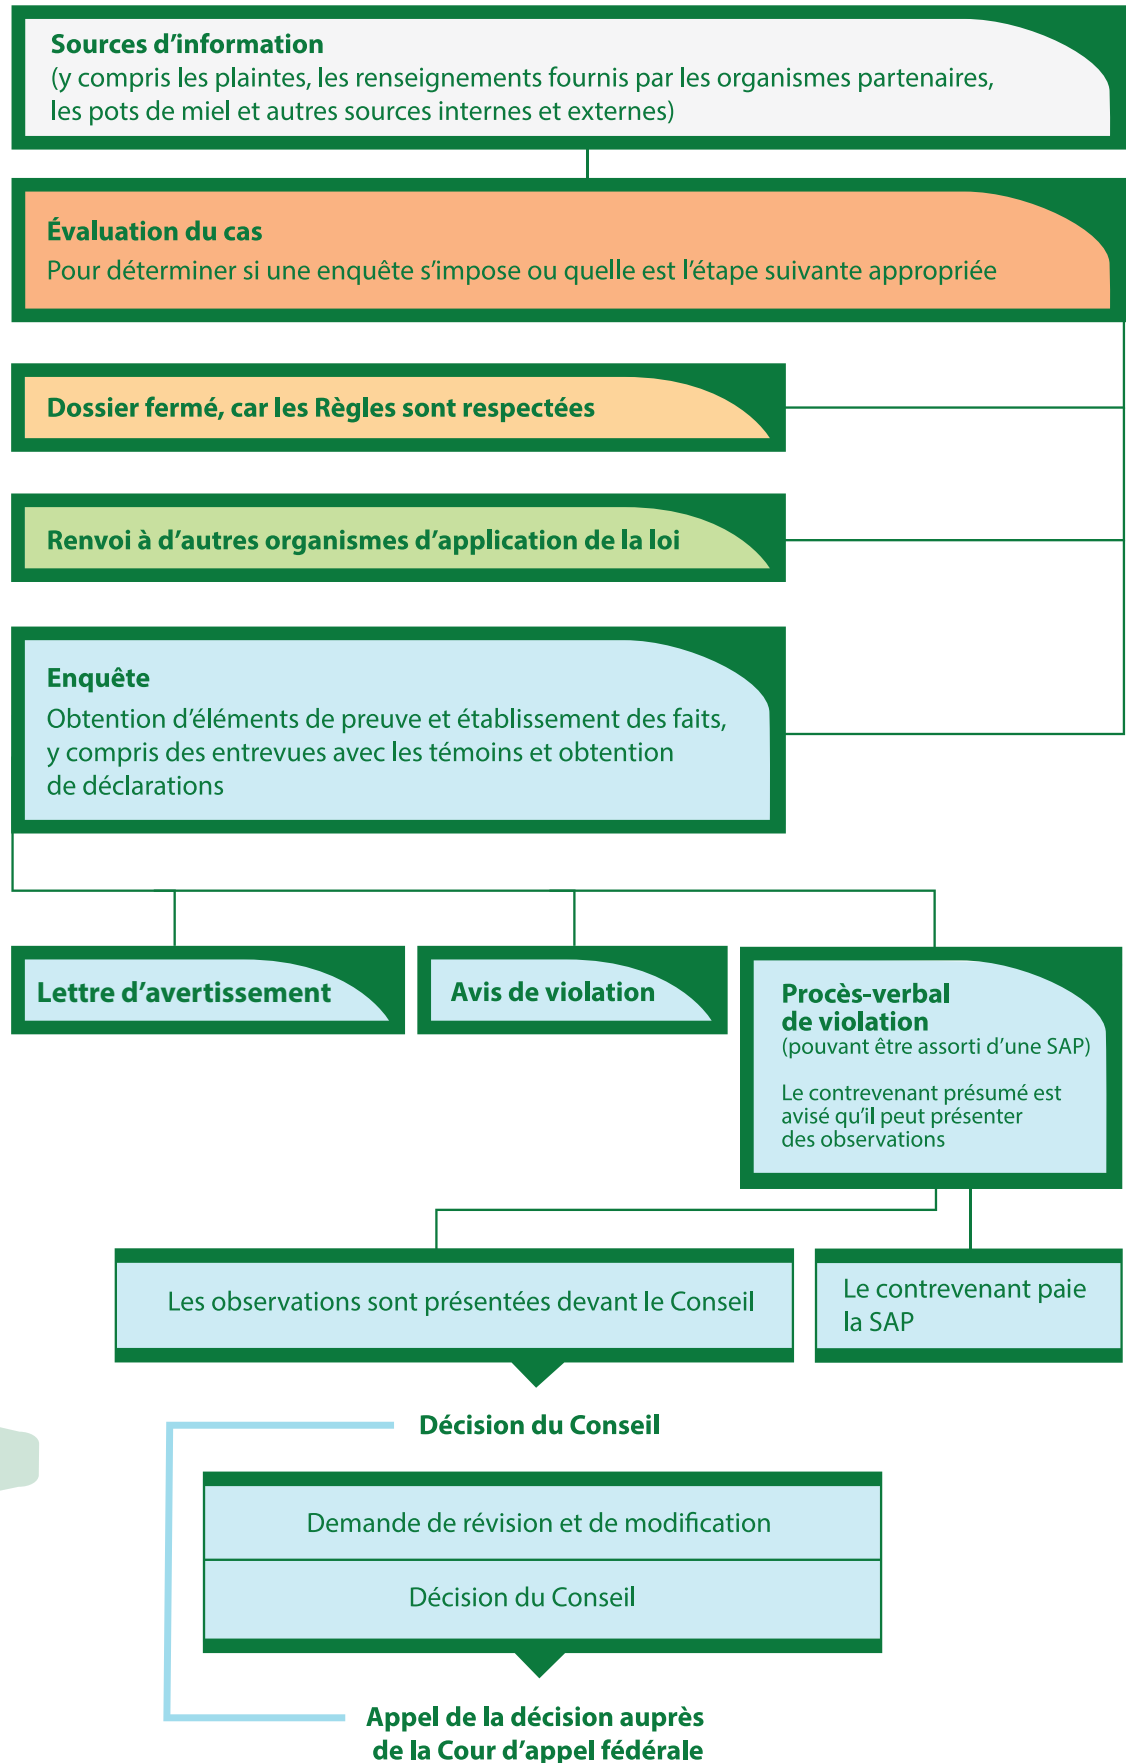 Sources d’information
(y compris les plaintes, les renseignements fournis par les organismes partenaires,
les pots de miel et autres sources internes et externes)
Évaluation du cas
Pour déterminer si une enquête s’impose ou quelle est l’étape suivante appropriée
Dossier fermé, car les Règles sont respectées
Renvoi à d’autres organismes d’application de la loi
Enquête
Obtention d’éléments de preuve et établissement des faits,
y compris des entrevues avec les témoins et obtention
de déclarations
Lettre d’avertissement
Avis de violation
Procès-verbal
de violation
(pouvant être assorti d’une SAP)
Le contrevenant présumé est
avisé qu’il peut présenter
des observations
Les observations sont présentées devant le Conseil
Le contrevenant paie
la SAP
Décision du Conseil
Demande de révision et de modification
Décision du Conseil
Appel de la décision auprès
de la Cour d’appel fédérale